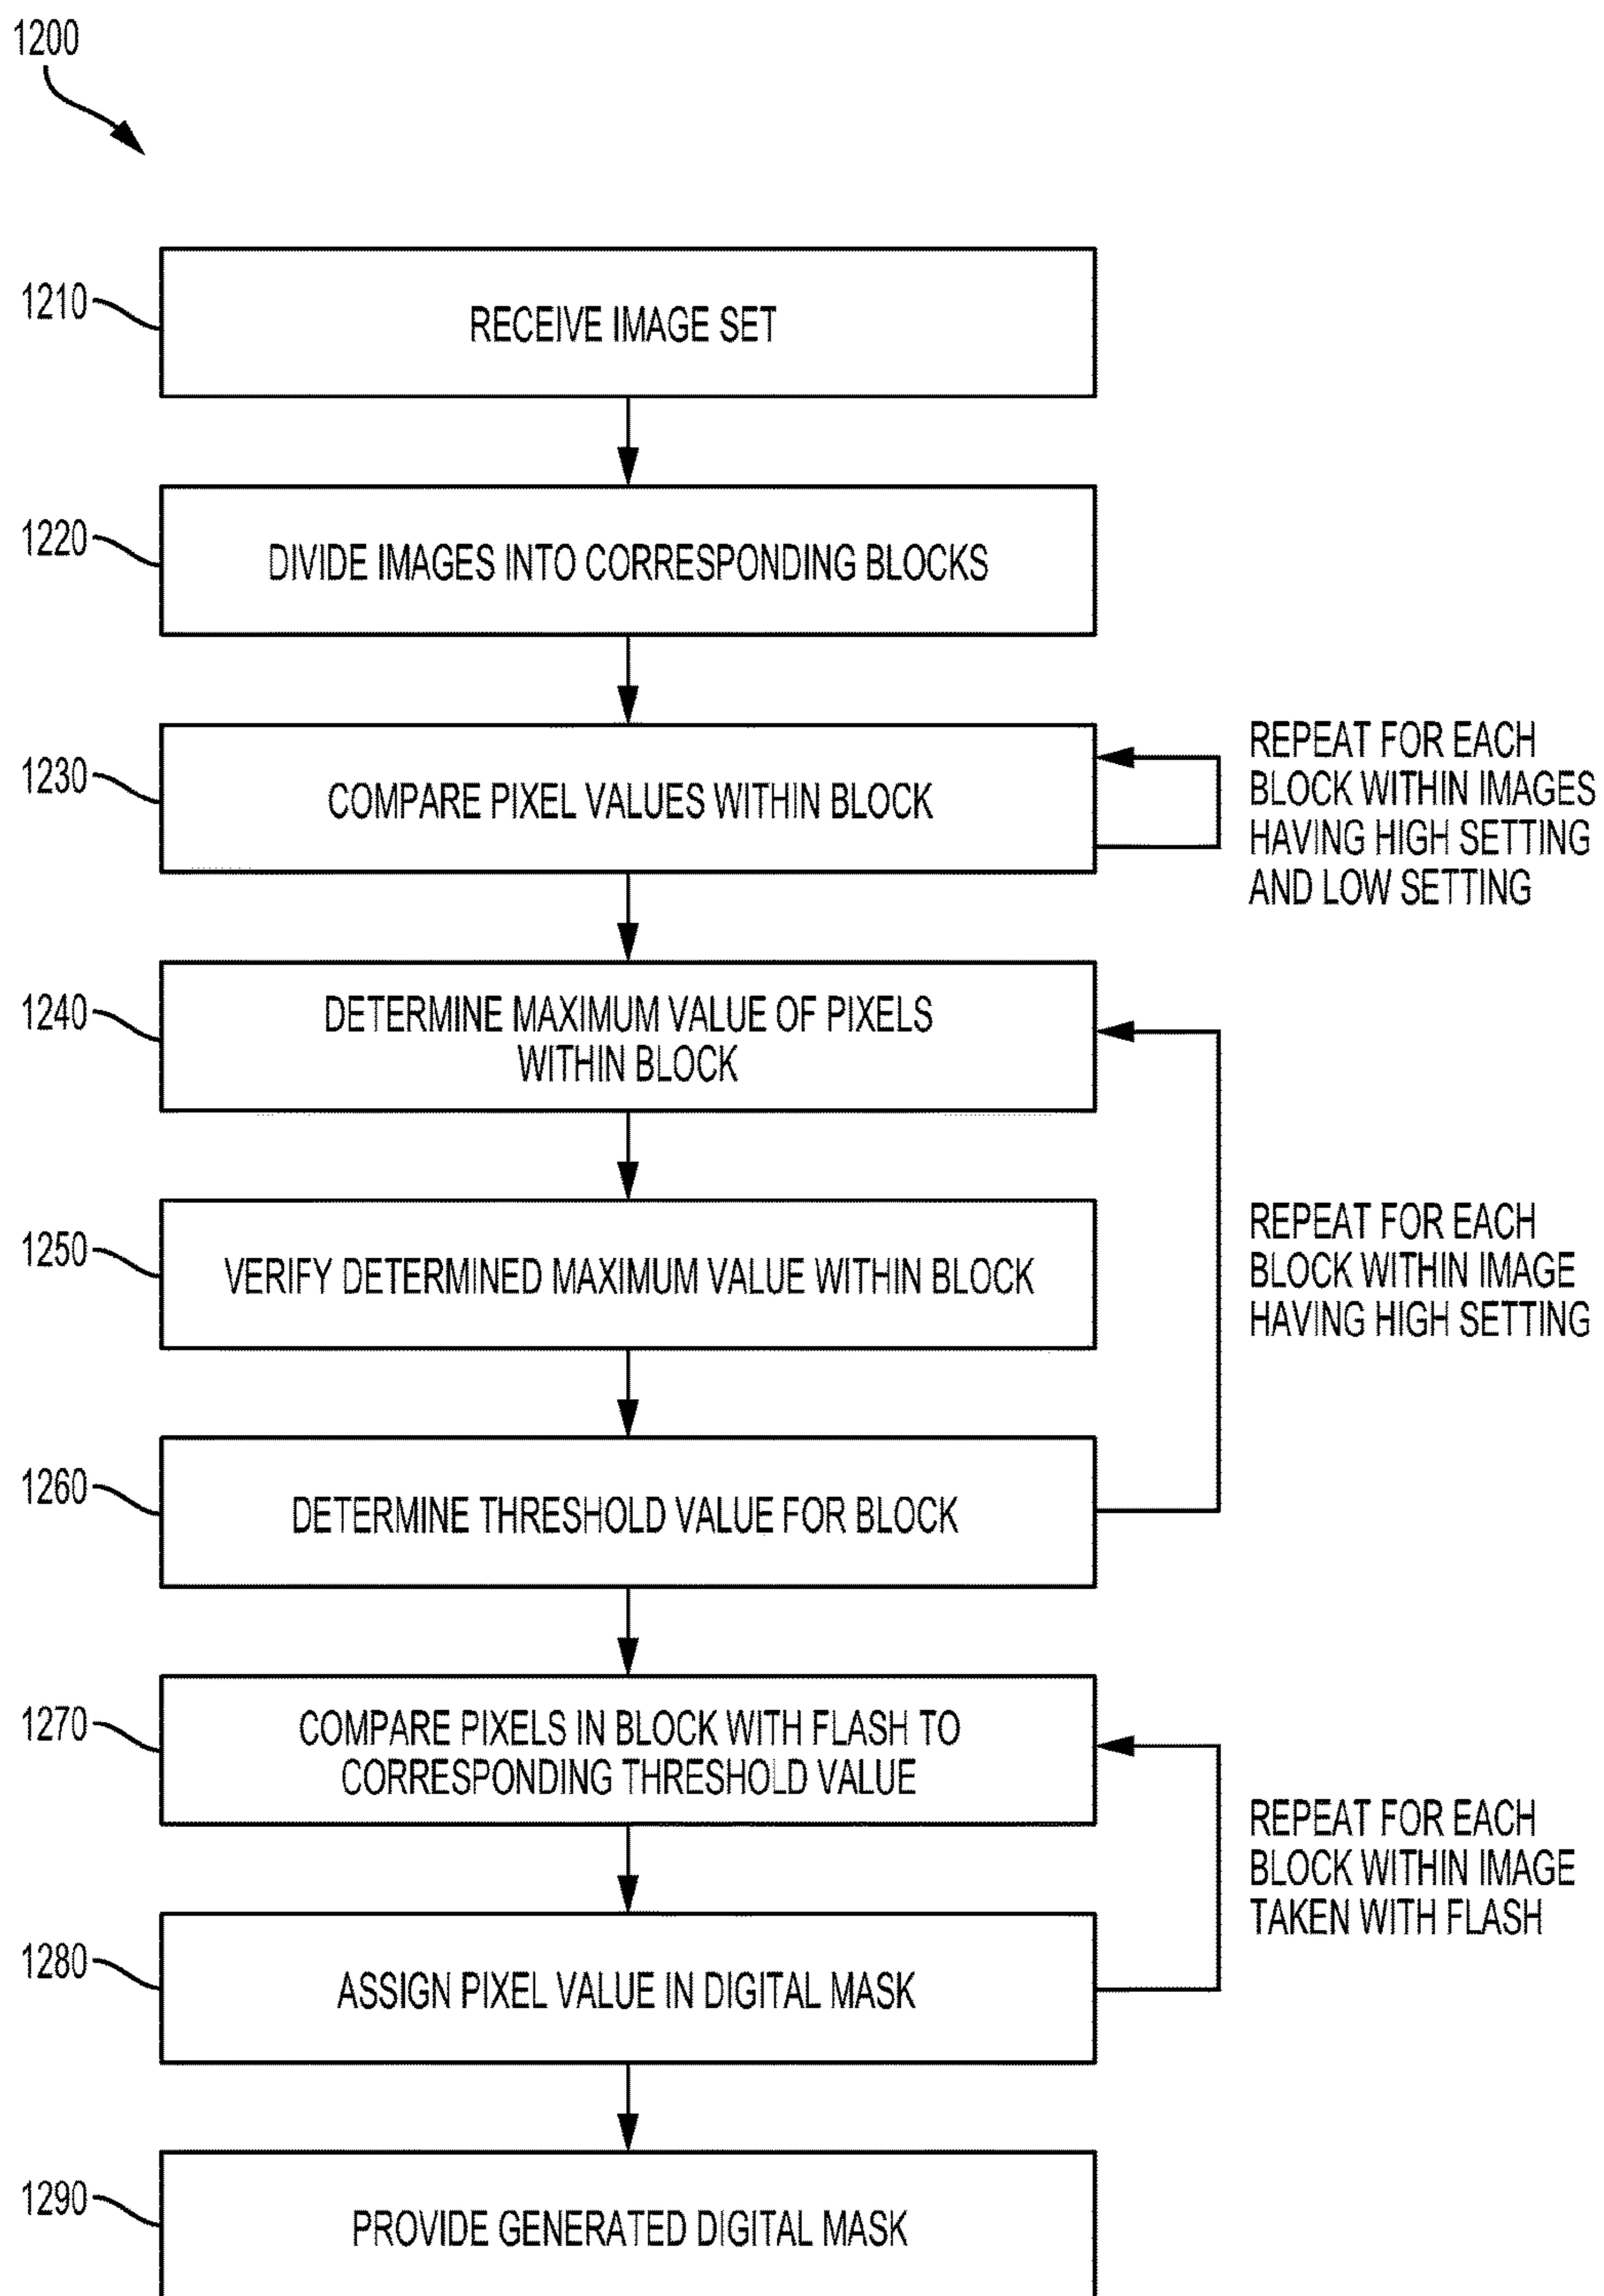 1200
1210
RECEIVE IMAGE SET
1220
DIVIDE IMAGES INTO CORRESPONDING BLOCKS
1230
COMPARE PIXEL VALUES WITHIN BLOCK
REPEAT FOR EACH
BLOCK WITHIN IMAGES
HAVING HIGH SETTING
AND LOW SETTING
1240
DETERMINE MAXIMUM VALUE OF PIXELS
WITHIN BLOCK
1250
VERIFY DETERMINED MAXIMUM VALUE WITHIN BLOCK
REPEAT FOR EACH
BLOCK WITHIN IMAGE
HAVING HIGH SETTING
1260
DETERMINE THRESHOLD VALUE FOR BLOCK
1270
COMPARE PIXELS IN BLOCK WITH FLASH TO
CORRESPONDING THRESHOLD VALUE
REPEAT FOR EACH
BLOCK WITHIN IMAGE
TAKEN WITH FLASH
1280
ASSIGN PIXEL VALUE IN DIGITAL MASK
1290
PROVIDE GENERATED DIGITAL MASK